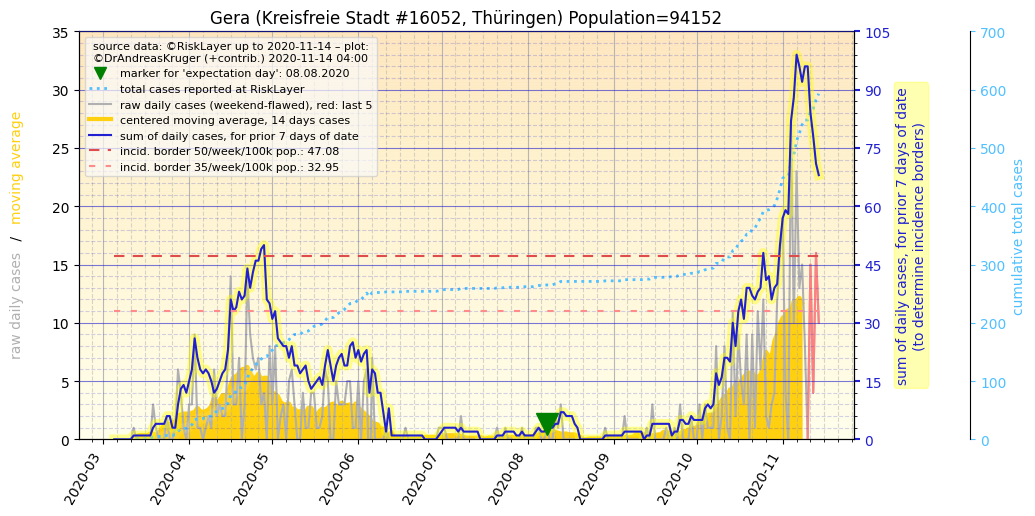 Gera (Kreisfreie Stadt #16052, Thüringen) Population=94152
source data: ©RiskLayer up to 2020-11-14 – plot:
©DrAndreasKruger (+contrib.) 2020-11-14 04:00
marker for 'expectation day': 08.08.2020
total cases reported at RiskLayer
raw daily cases (weekend-flawed), red: last 5
centered moving average, 14 days cases
sum of daily cases, for prior 7 days of date
incid. border 50/week/100k pop.: 47.08
incid. border 35/week/100k pop.: 32.95
raw daily cases / moving average
35
30
25
20
15
10
5
0
105
90
75
60
45
30
15
0
sum of daily cases, for prior 7 days of date
(to determine incidence borders)
700
600
500
400
300
200
100
0
cumulative total cases
2020-03
2020-04
2020-05
2020-06
2020-07
2020-08
2020-09
2020-10
2020-11